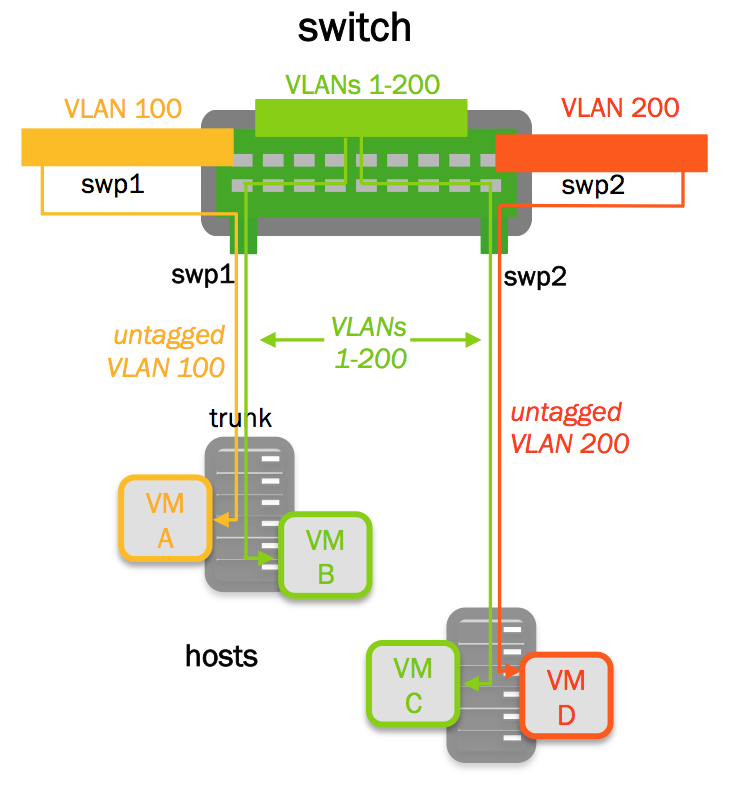 switch
VLANs 1-200
VLAN 100
VLAN 200
swp1
swp2
swp1
swp2
untagged
VLAN 100
VLANs
1-200
untagged
VLAN 200
trunk
VM
A
VM
B
hosts
VM
C
VM
D